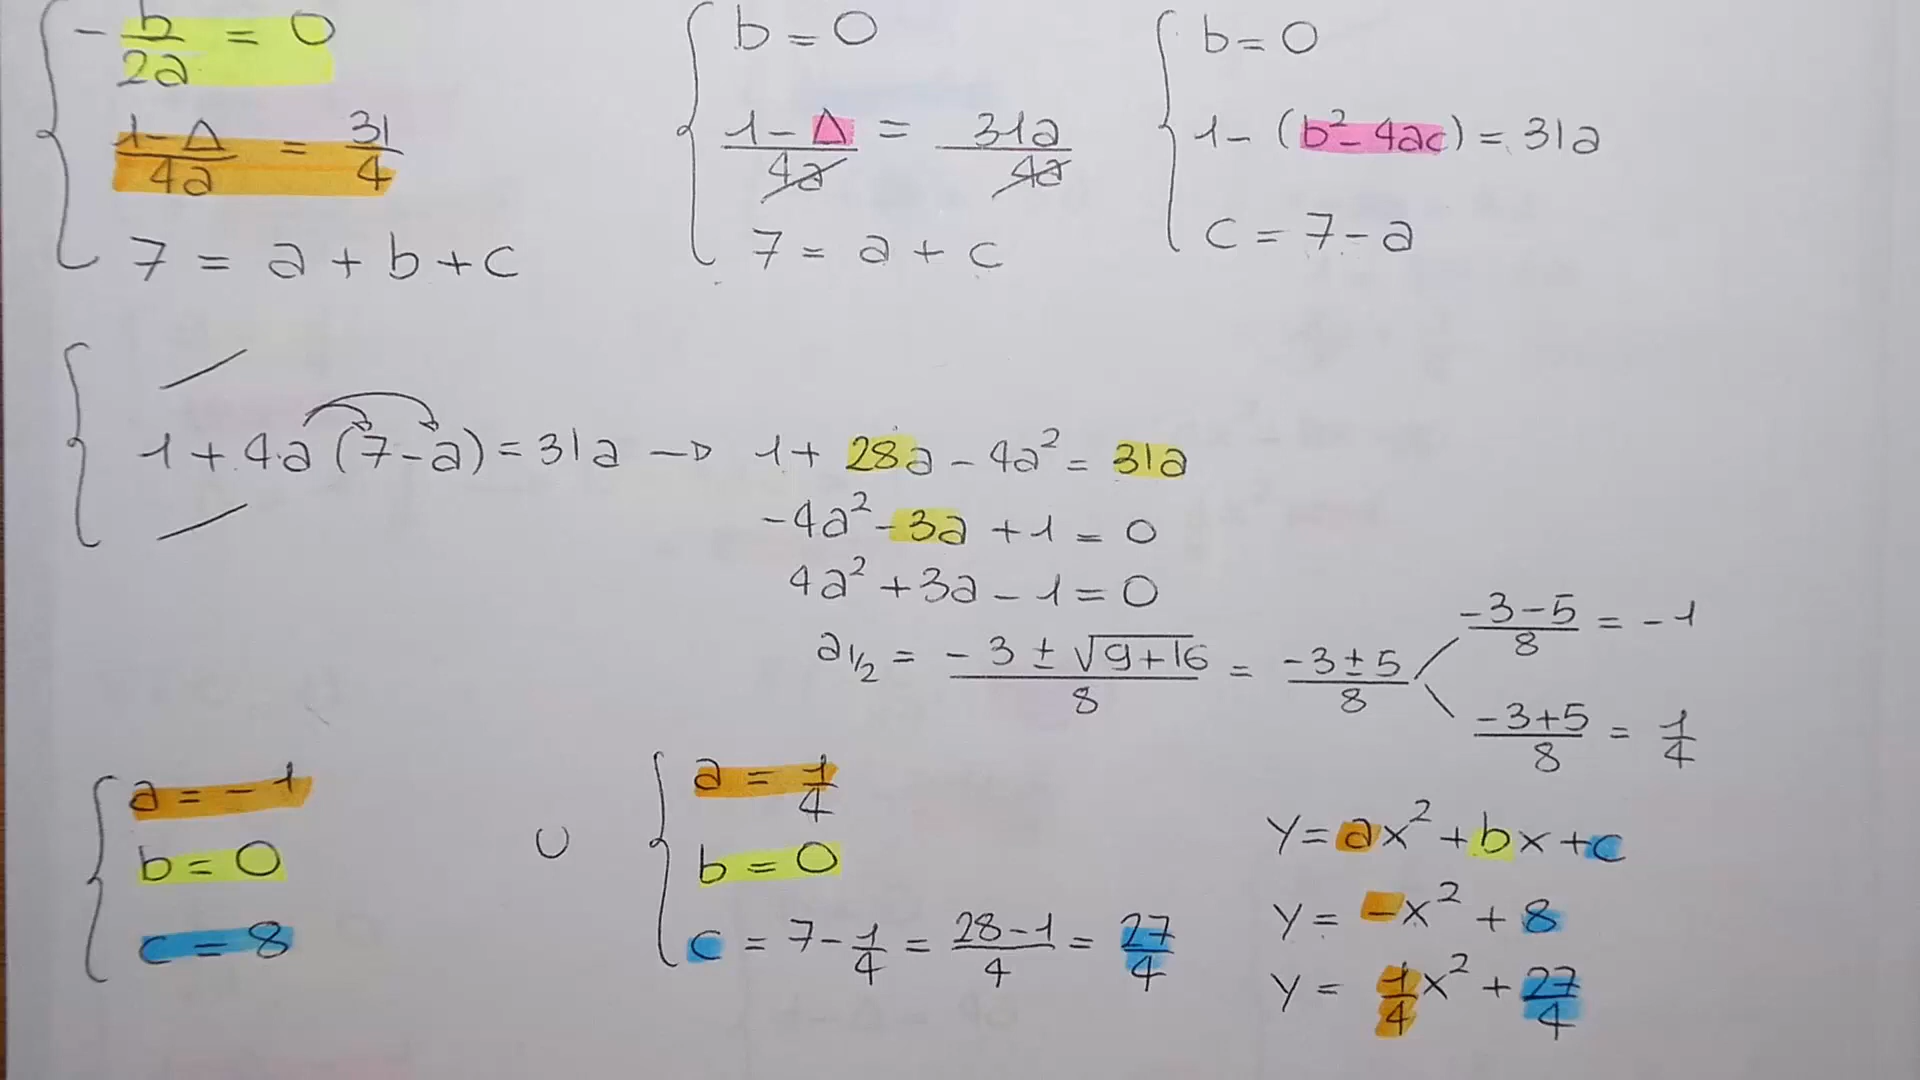 -b/2a = 0
(1-Δ)/4a = 31/4
7 = a + b + c
b = 0
(1-Δ)/4a = 31a/4a
7 = a + c
b = 0
1 - (b² - 4ac) = 31a
c = 7 - a
1 + 4a (7-a) = 31a → 1 + 28a - 4a² = 31a
-4a² - 3a + 1 = 0
4a² + 3a - 1 = 0
a1/2 = (-3 ± √(9+16))/8 = (-3±5)/8
(-3-5)/8 = -1
(-3+5)/8 = 1/4
a = -1
b = 0
c = 8
∪
a = 1/4
b = 0
c = 7 - 1/4 = (28-1)/4 = 27/4
y = ax² + bx + c
y = -x² + 8
y = 1/4x² + 27/4